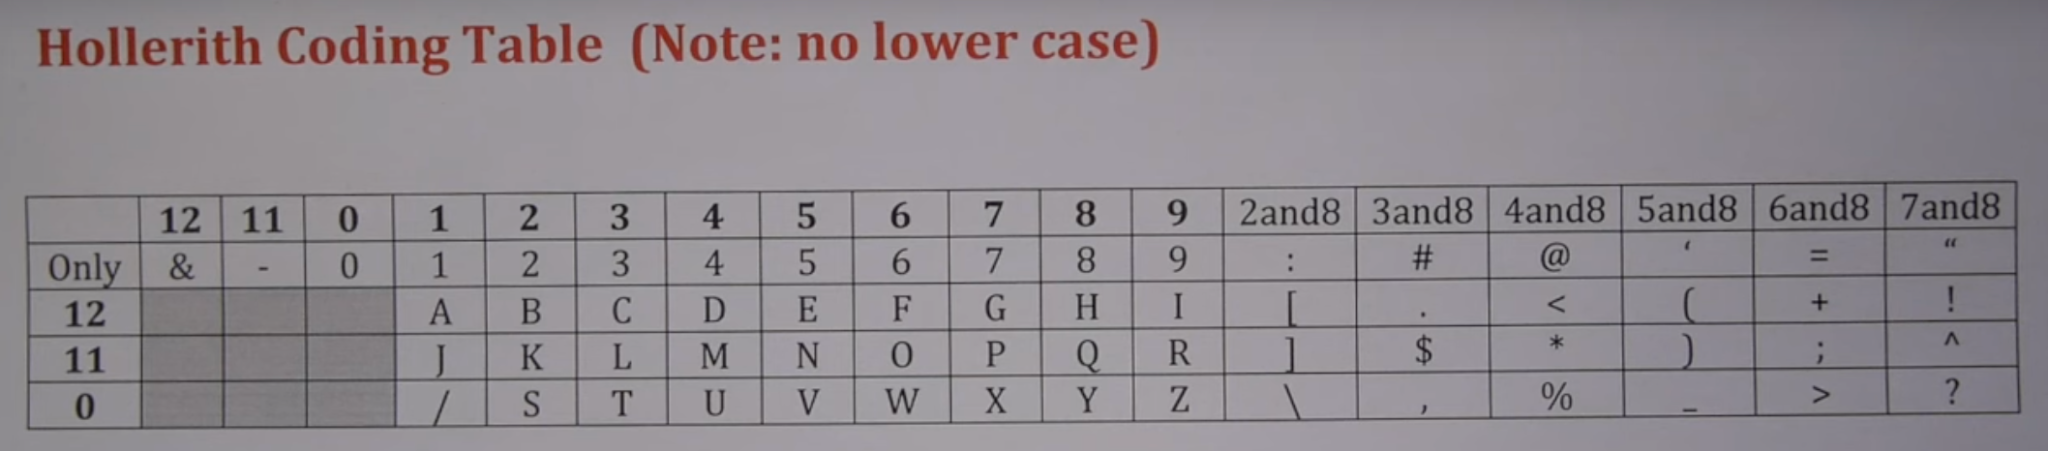 Hollerith Coding Table (Note: no lower case)
12 11 0 1 2 3 4 5 6 7 8 9 2and8 3and8 4and8 5and8 6and8 7and8
Only & - 0 1 2 3 4 5 6 7 8 9 : # @ ‘ = “
12 A B C D E F G H I [ . < ( + !
11 J K L M N O P Q R ] $ * ) ; ^
0 / S T U V W X Y Z \ , % _ > ?